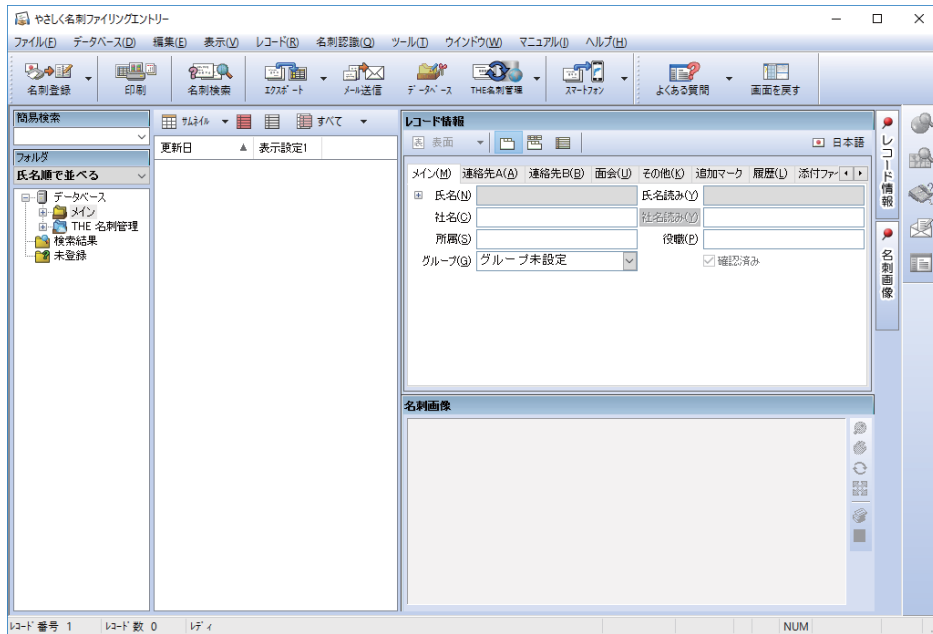 やさしく名刺ファイリングエントリー
ファイル(F) データベース(D) 編集(E) 表示(V) レコード(R) 名刺認識(O) ツール(T) ウインドウ(W) マニュアル(I) ヘルプ(H)
名刺登録 印刷 名刺検索 エクスポート メール送信 データベース THE名刺管理 スマートフォン よくある質問 画面を戻す
簡易検索
フォルダ
氏名順で並べる
データベース
メイン
THE 名刺管理
検索結果
未登録
サムネイル すべて
更新日 表示設定1
レコード情報
表 表面 日本語
メイン(M) 連絡先A(A) 連絡先B(B) 面会(U) その他(K) 追加マーク 履歴(L) 添付ファ
氏名(N) 氏名読み(Y)
社名(C) 社名読み(Y)
所属(S) 役職(P)
グループ(G) グループ未設定 確認済み
名刺画像
レコード情報
名刺画像
レコード番号 1 レコード数 0 レディ NUM